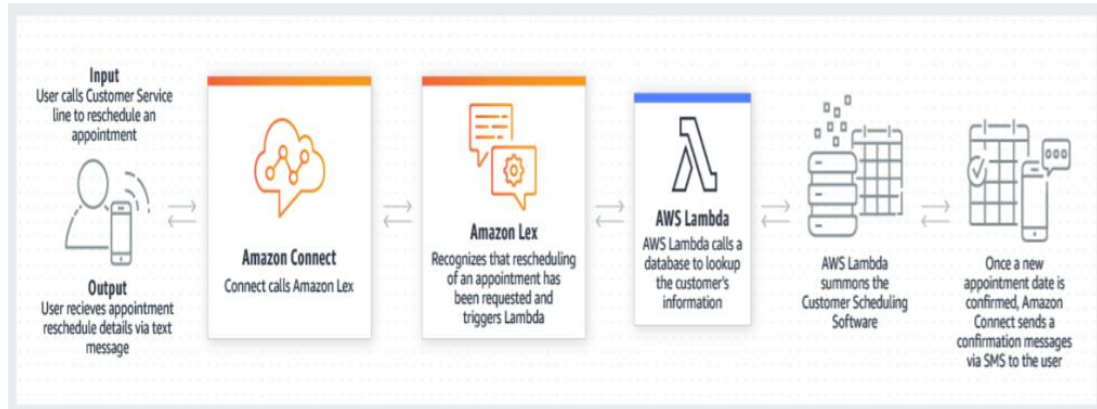 Input
User calls Customer Service
line to reschedule an
appointment
Output
User recieves appointment
reschedule details via text
message
Amazon Connect
Connect calls Amazon Lex
Amazon Lex
Recognizes that rescheduling
of an appointment has
been requested and
triggers Lambda
AWS Lambda
AWS Lambda calls a
database to lookup
the customer's
information
AWS Lambda
summons the
Customer Scheduling
Software
Once a new
appointment date is
confirmed, Amazon
Connect sends a
confirmation messages
via SMS to the user